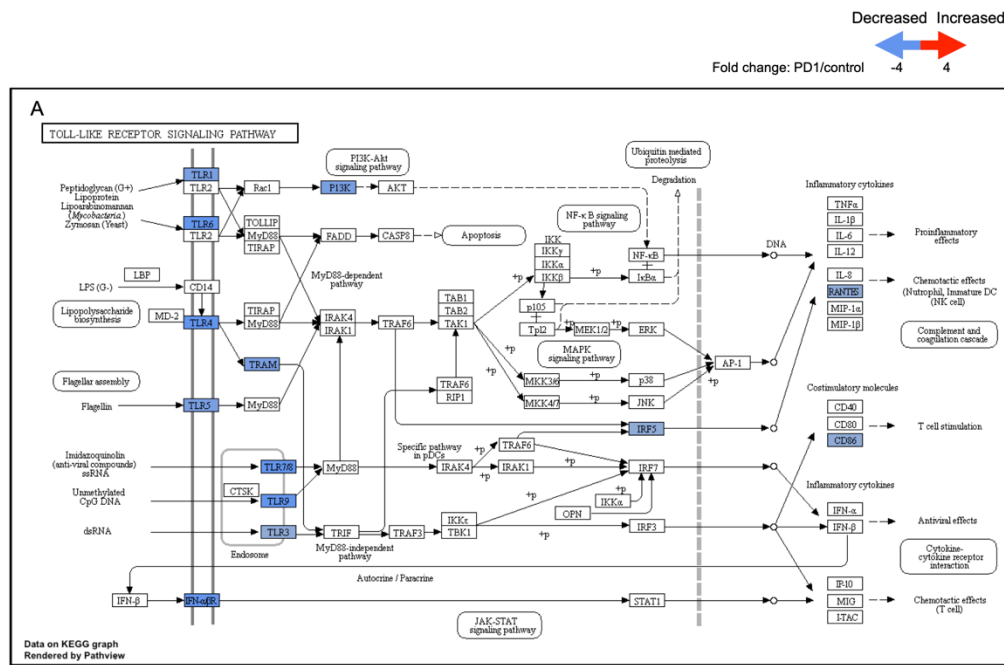 Decreased Increased
Fold change: PD1/control -4 4
A
TOLL-LIKE RECEPTOR SIGNALING PATHWAY
PI3K-Akt
signaling pathway
Ubiquitin mediated
proteolysis
Degradation
Inflammatory cytokines
TLR1
TLR2
Rac1
PI3K
AKT
Peptidoglycan (G+)
Lipoprotein
Lipoarabinomannan
(Mycobacteria)
Zymosan (Yeast)
TLR6
TLR2
TOLLIP
MyD88
TIRAP
FADD
CASP8
Apoptosis
NF-κB signaling
pathway
IKK
IKKγ
IKKα
IKKβ
+p
+p
NF-κB
IκBα
DNA
TNFα
IL-1β
IL-6
IL-12
Proinflammatory
effects
MyD88-dependent
pathway
LBP
LPS (G-)
CD14
MD-2
Lipopolysaccharide
biosynthesis
TLR4
TIRAP
MyD88
IRAK4
IRAK1
TRAF6
TAB1
TAB2
TAK1
p105
Tpl2
+p
MEK1/2
+p
ERK
IL-8
RANTES
MIP-1α
MIP-1β
Chemotactic effects
(Nutrophil, Immature DC
(NK cell)
Complement and
coagulation cascade
TRAM
MAPK
signaling pathway
AP-1
+p
+p
+p
Flagellar assembly
TRAF6
RIP1
+p
MKK3/6
+p
p38
MKK4/7
+p
JNK
Flagellin
TLR5
MyD88
Costimulatory molecules
CD40
CD80
CD86
T cell stimulation
IRF5
Imidazoquinolin
(anti-viral compounds)
ssRNA
TLR7/8
MyD88
Specific pathway
in pDCs
IRAK4
+p
TRAF6
IRAK1
+p
+p
IRF7
Unmethylated
CpG DNA
CTSK
TLR9
IKKα
OPN
Inflammatory cytokines
IFN-α
IFN-β
Antiviral effects
dsRNA
TLR3
Endosome
TRIF
TRAF3
IKKε
TBK1
+p
+p
IRF3
MyD88-independent
pathway
Cytokine-
cytokine receptor
interaction
Autocrine / Paracrine
IFN-β
IFN-αβR
STAT1
IP-10
MIG
I-TAC
Chemotactic effects
(T cell)
JAK-STAT
signaling pathway
Data on KEGG graph
Rendered by Pathview